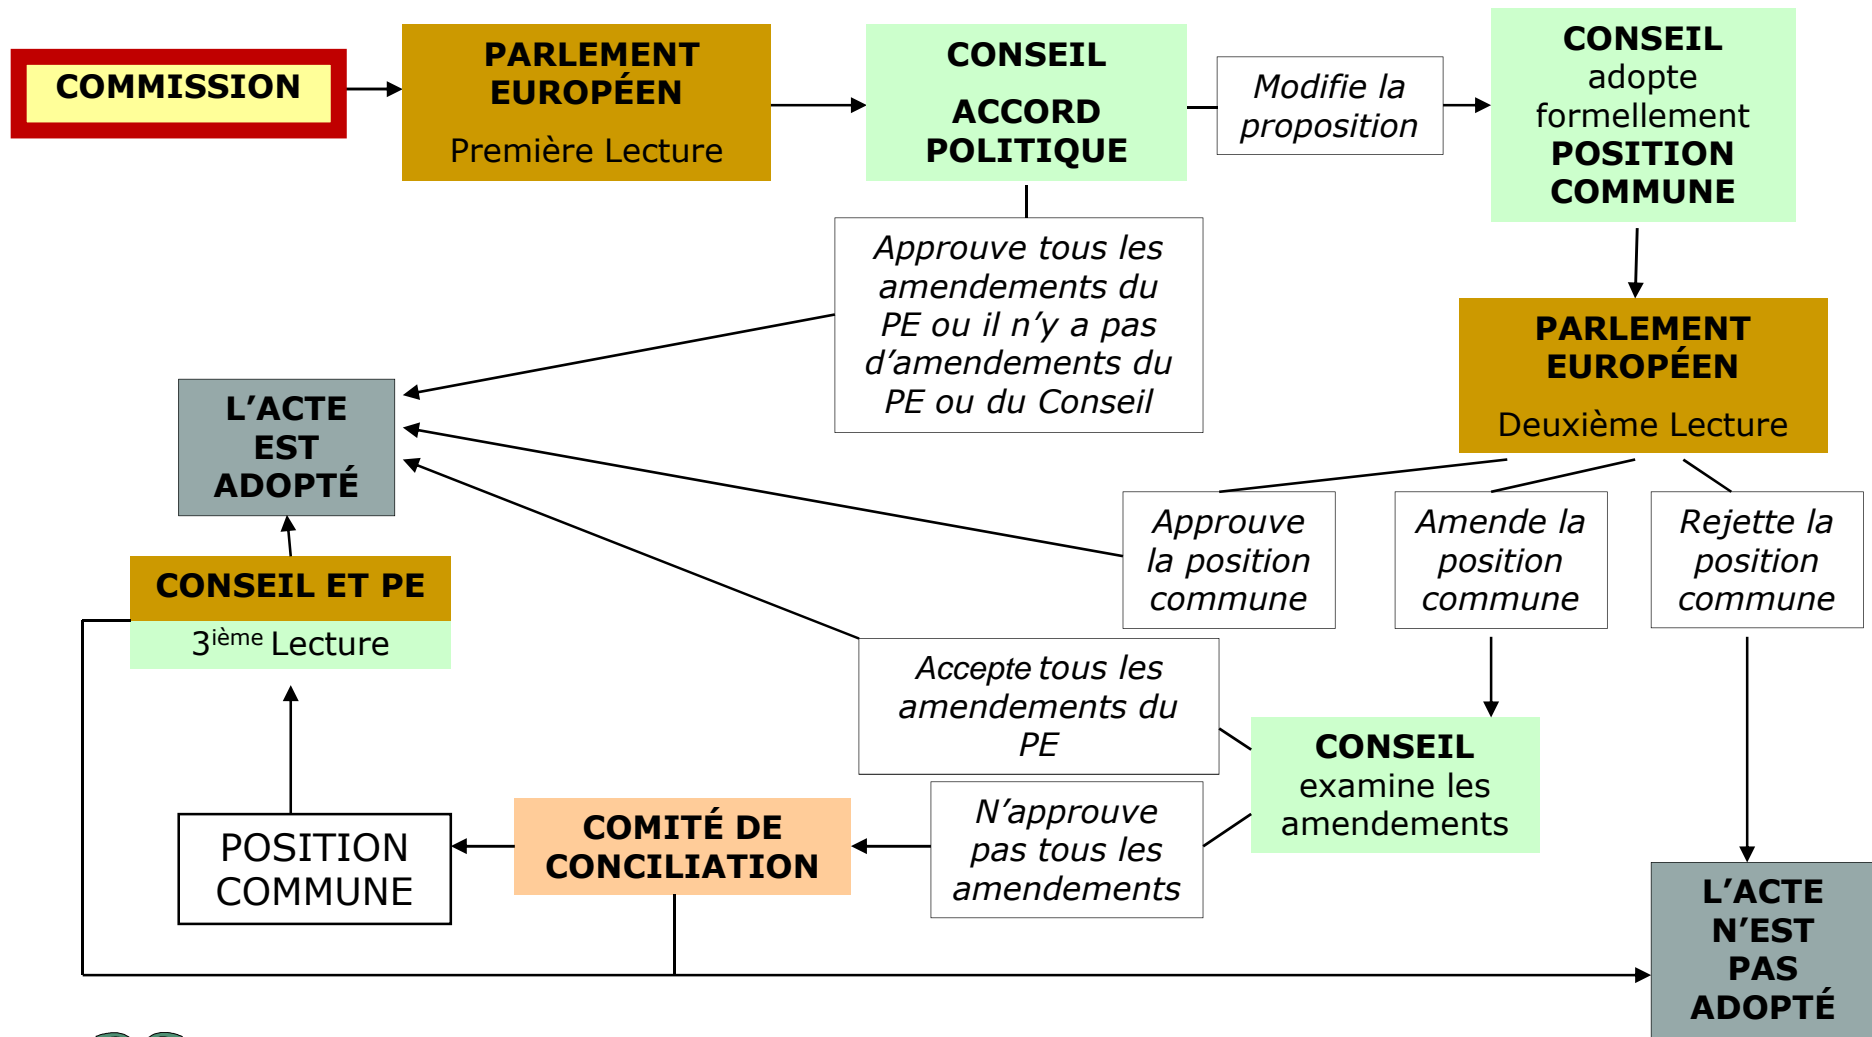 COMMISSION
PARLEMENT
EUROPÉEN
Première Lecture
CONSEIL
ACCORD
POLITIQUE
Modifie la
proposition
CONSEIL
adopte
formellement
POSITION
COMMUNE
Approuve tous les
amendements du
PE ou il n’y a pas
d’amendements du
PE ou du Conseil
PARLEMENT
EUROPÉEN
Deuxième Lecture
L’ACTE
EST
ADOPTÉ
Approuve
la position
commune
Amende la
position
commune
Rejette la
position
commune
CONSEIL ET PE
3ième Lecture
Accepte tous les
amendements du
PE
CONSEIL
examine les
amendements
N’approuve
pas tous les
amendements
COMITÉ DE
CONCILIATION
POSITION
COMMUNE
L’ACTE
N’EST
PAS
ADOPTÉ